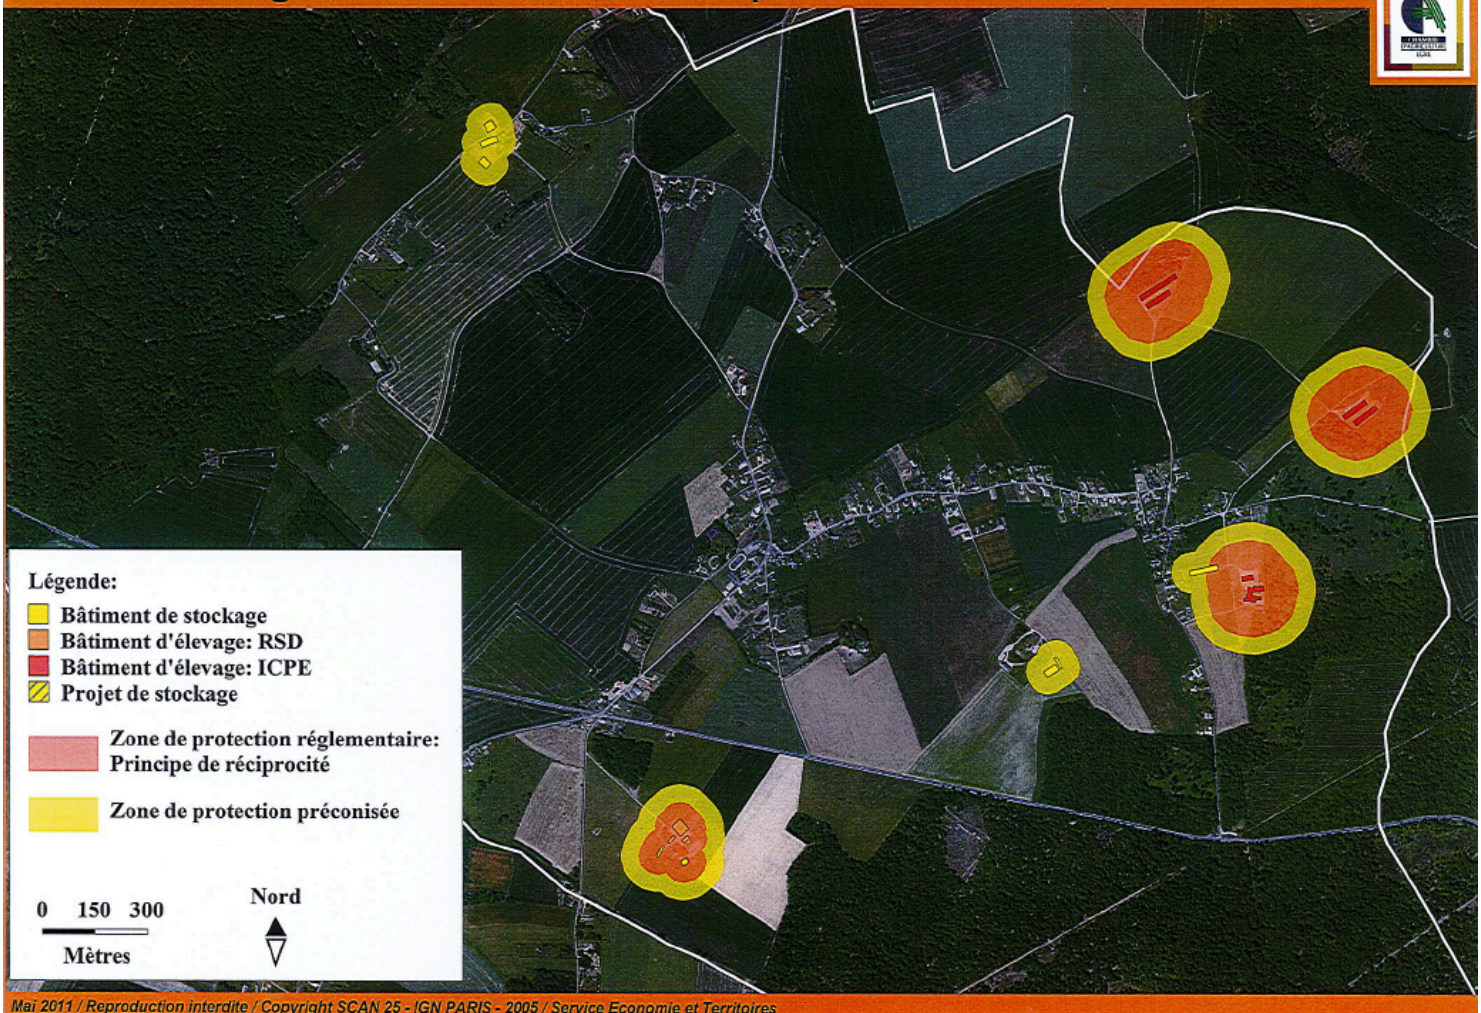 CHAMBRE
D'AGRICULTURE
Légende:
Bâtiment de stockage
Bâtiment d'élevage: RSD
Bâtiment d'élevage: ICPE
Projet de stockage
Zone de protection réglementaire:
Principe de réciprocité
Zone de protection préconisée
0 150 300
Mètres
Nord
Mai 2011 / Reproduction interdite / Copyright SCAN 25 - IGN PARIS - 2005 / Service Economie et Territoires